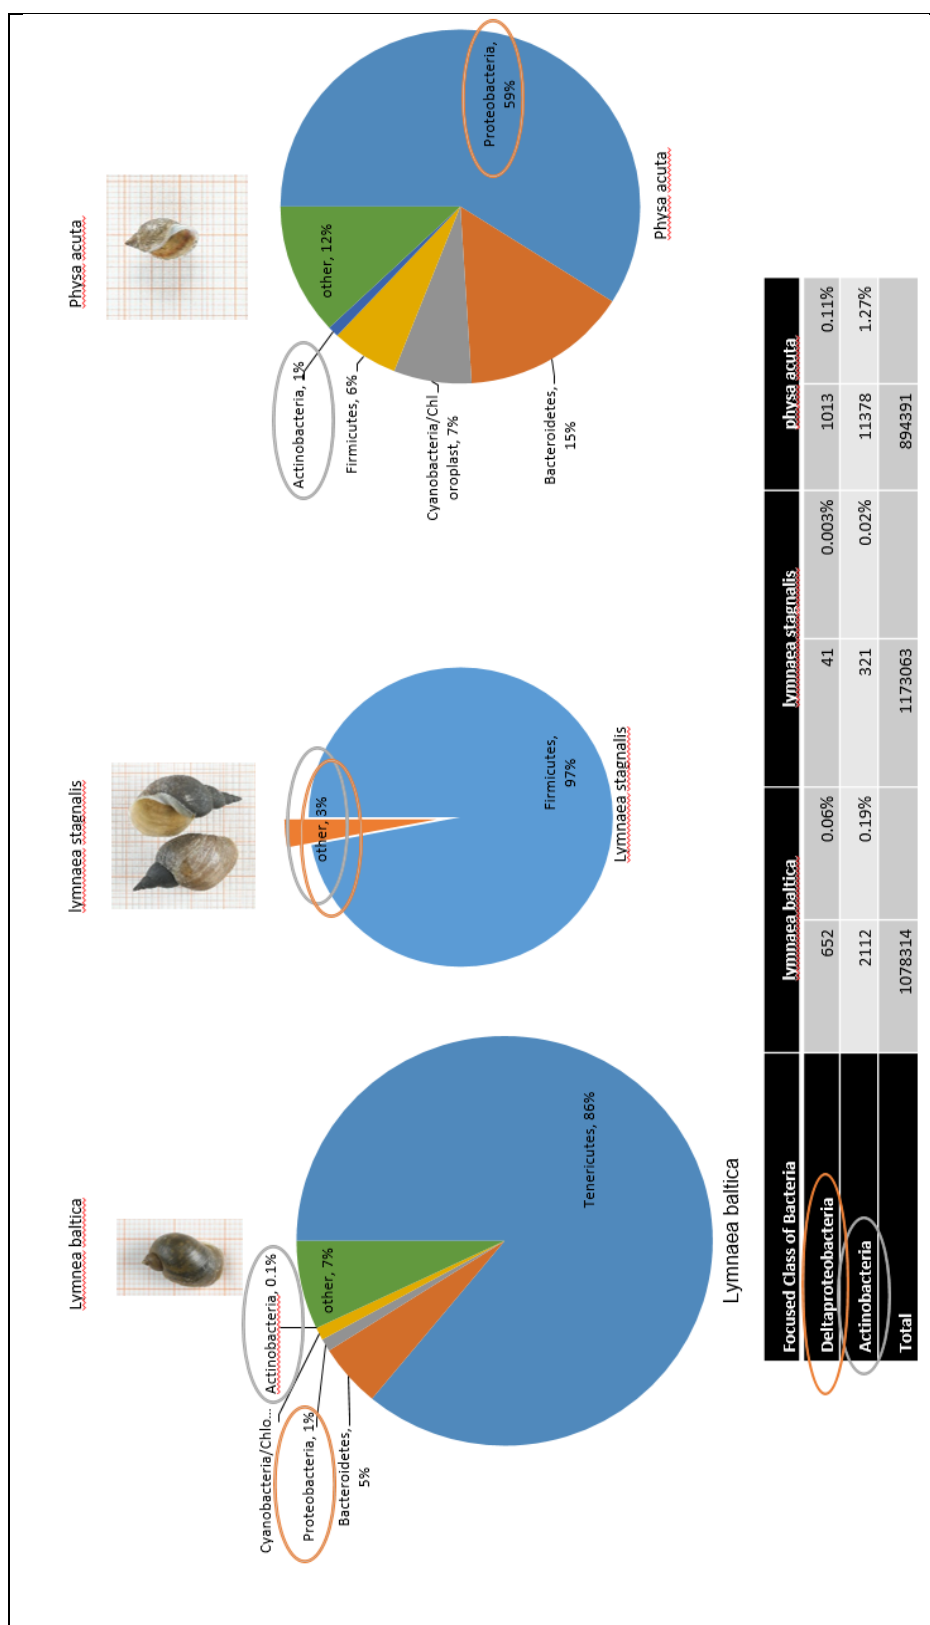 Lymnea baltica
lymnaea stagnalis
Physa acuta
Cyanobacteria/Chlo...
Actinobacteria, 0.1%
Proteobacteria, 1%
Bacteroidetes,
5%
other, 7%
Tenericutes, 86%
Lymnaea baltica
other, 3%
Firmicutes,
97%
Lymnaea stagnalis
Actinobacteria, 1%
other, 12%
Firmicutes, 6%
Cyanobacteria/Chl
oroplast, 7%
Bacteroidetes,
15%
Proteobacteria,
59%
Physa acuta
Focused Class of Bacteria lymnaea baltica lymnaea stagnalis physa acuta
Deltaproteobacteria 652 0.06% 41 0.003% 1013 0.11%
Actinobacteria 2112 0.19% 321 0.02% 11378 1.27%
Total 1078314 1173063 894391